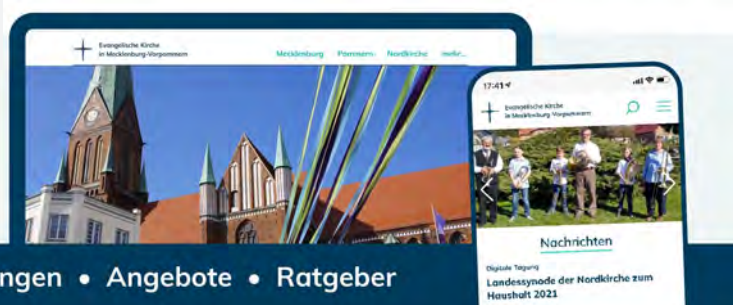 Evangelische Kirche
in Mecklenburg-Vorpommern
Mecklenburg Pommern Nordkirche mehr...
17:41
Evangelische Kirche
in Mecklenburg-Vorpommern
Nachrichten
Digitale Tagung
Landessynode der Nordkirche zum
Haushalt 2021
ngen • Angebote • Ratgeber